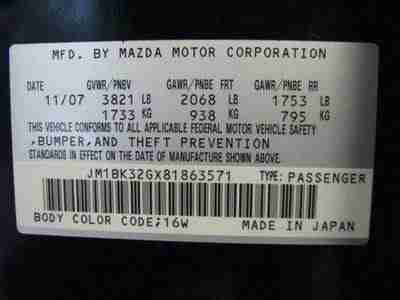 MFD. BY MAZDA MOTOR CORPORATION
DATE GVWR/PNBV GAWR/PNBE FRT GAWR/PNBE RR
11/07 3821 LB 2068 LB 1753 LB
1733 KG 938 KG 795 KG
THIS VEHICLE CONFORMS TO ALL APPLICABLE FEDERAL MOTOR VEHICLE SAFETY
,BUMPER,AND THEFT PREVENTION
STANDARDS IN EFFECT ON THE DATE OF MANUFACTURE SHOWN ABOVE.
JM1BK32GX81863571 TYPE: PASSENGER
BODY COLOR CODE;16W MADE IN JAPAN